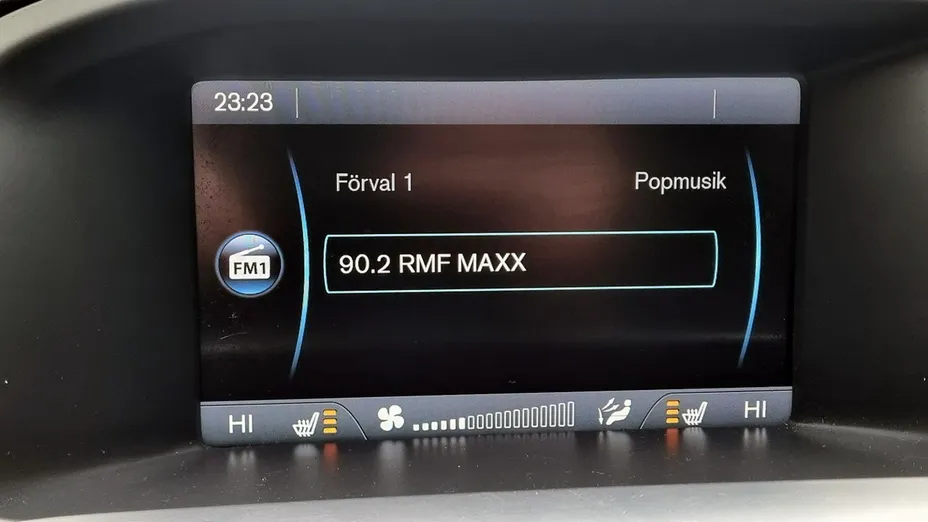 23:23
Förval 1 Popmusik
FM1
90.2 RMF MAXX
HI HI